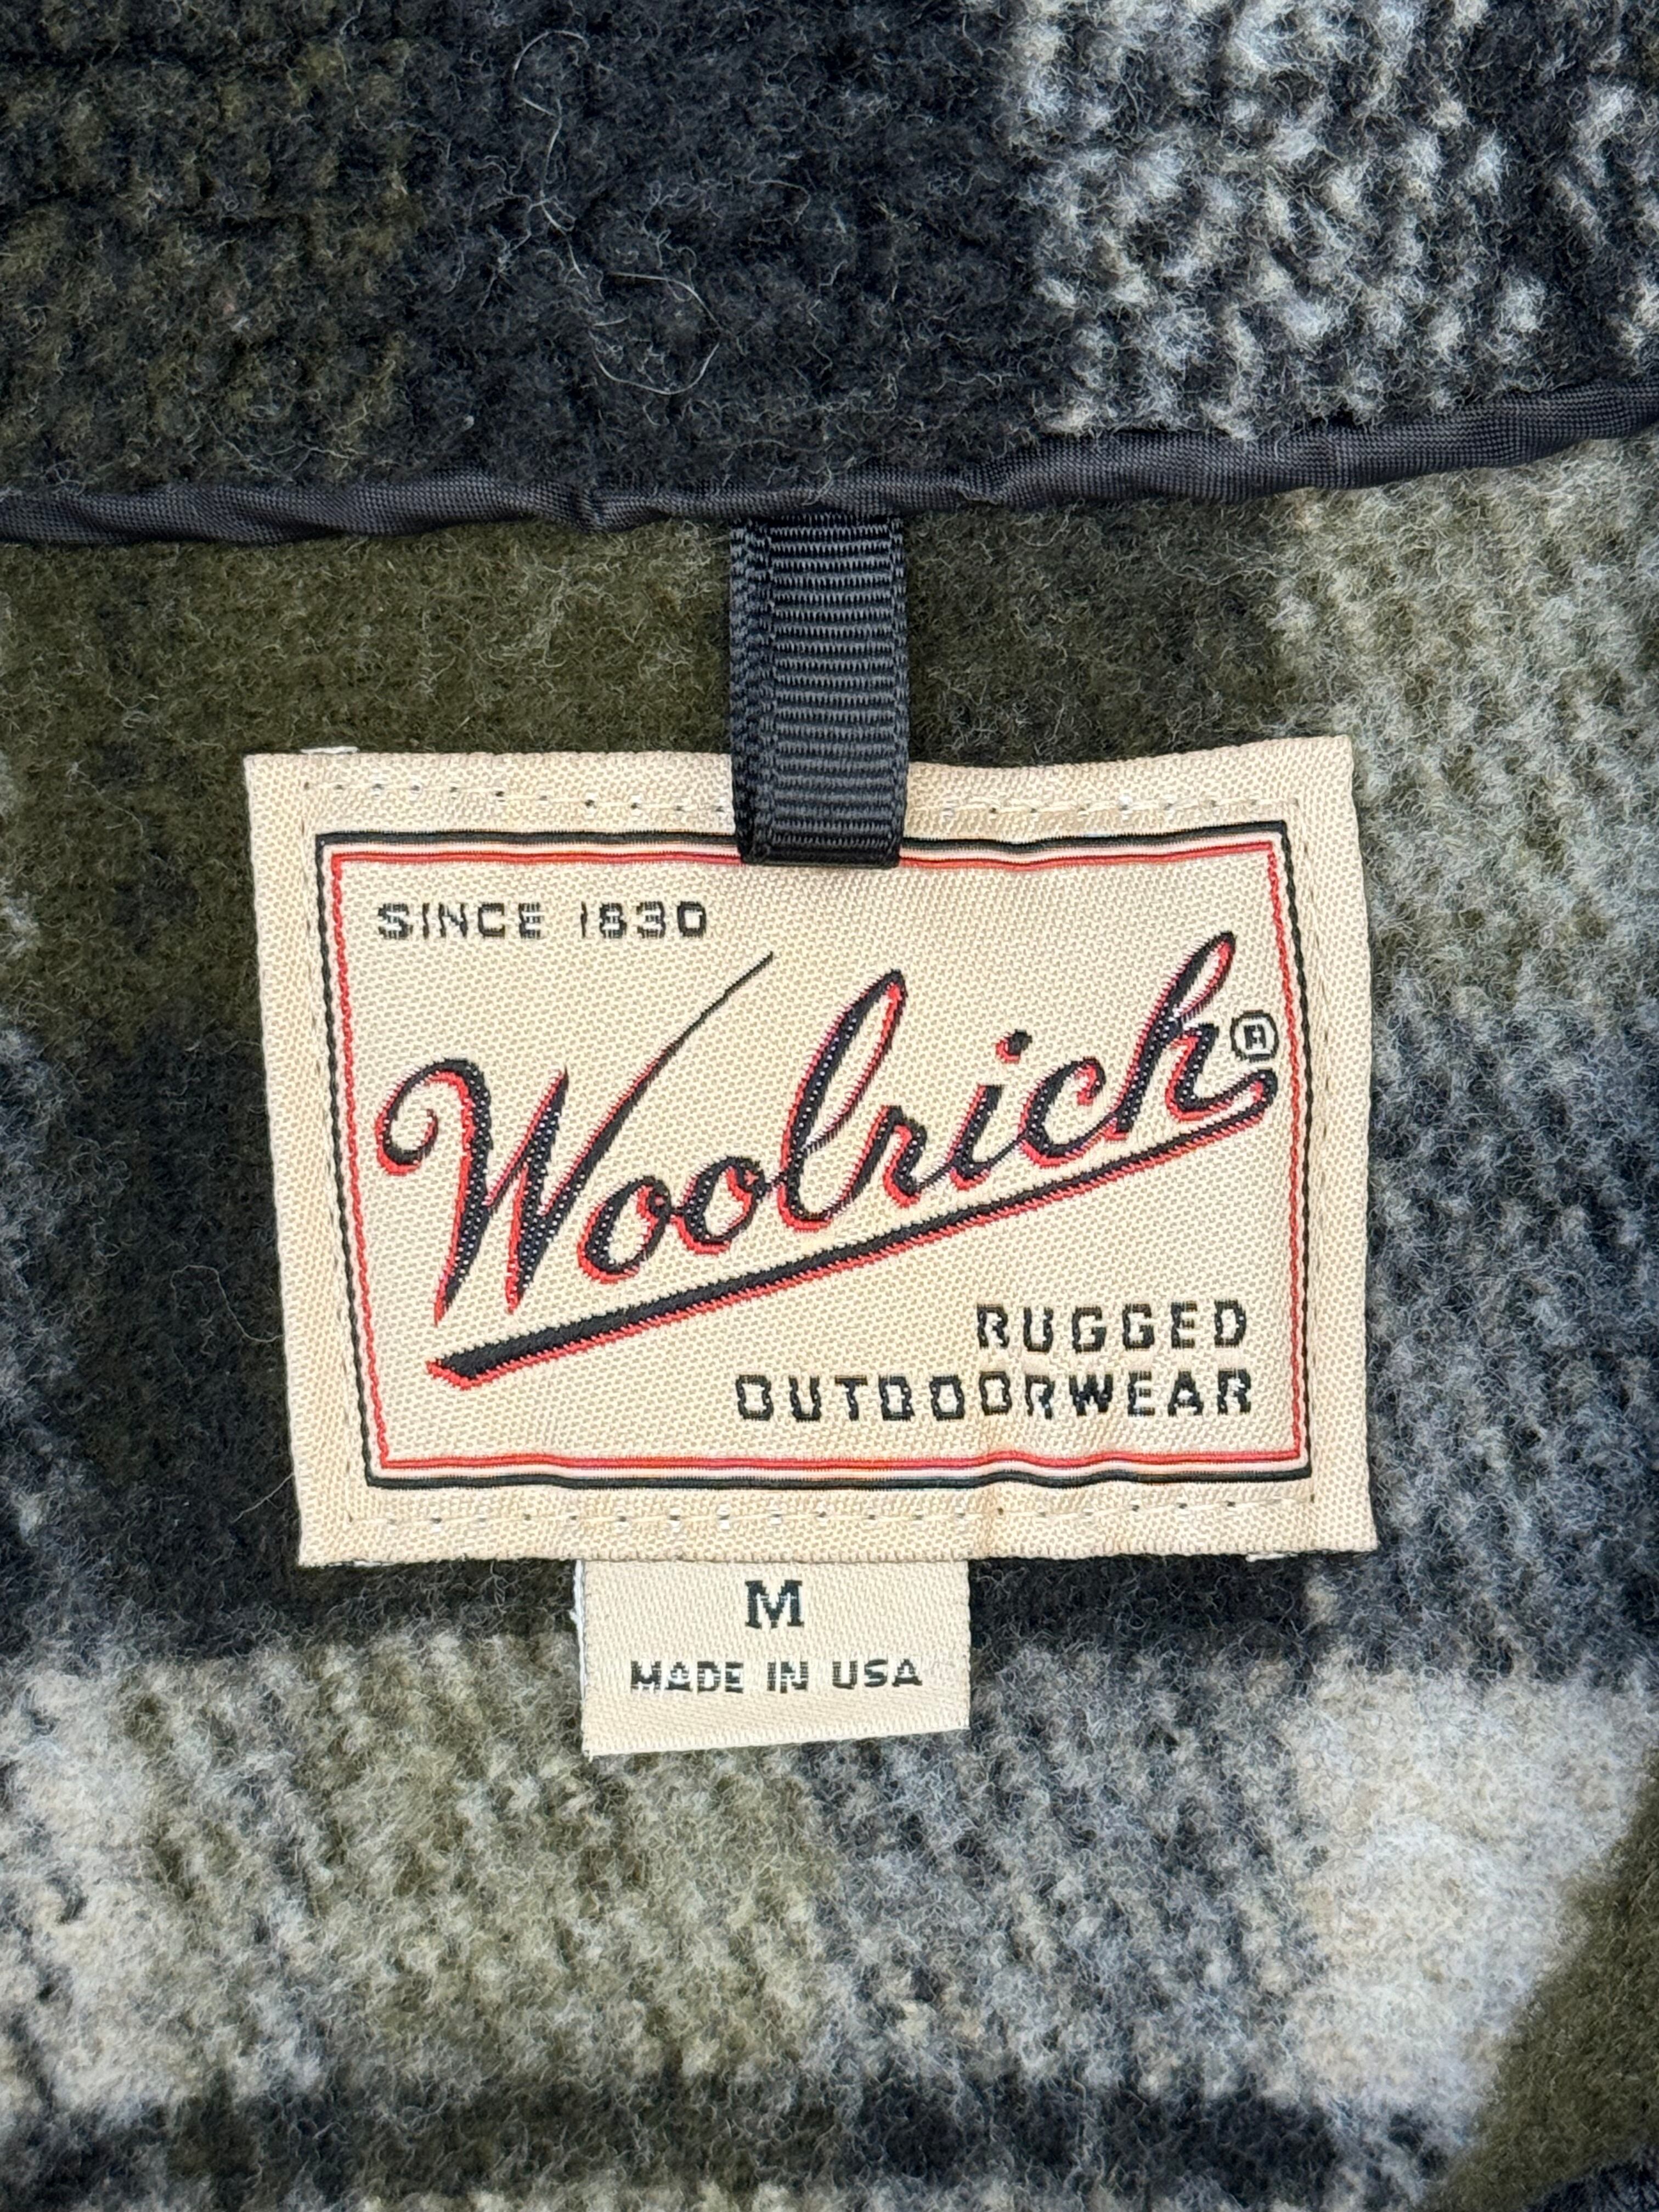 SINCE 1830
Woolrich®
RUGGED
OUTDOORWEAR
M
MADE IN USA